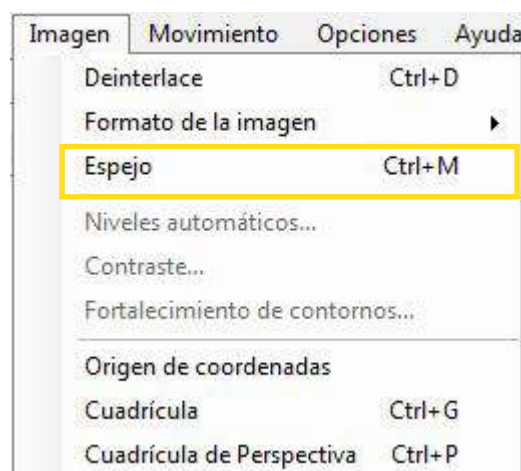 Imagen Movimiento Opciones Ayuda
Deinterlace Ctrl+D
Formato de la imagen
Espejo Ctrl+M
Niveles automáticos...
Contraste...
Fortalecimiento de contornos...
Origen de coordenadas
Cuadrícula Ctrl+G
Cuadrícula de Perspectiva Ctrl+P